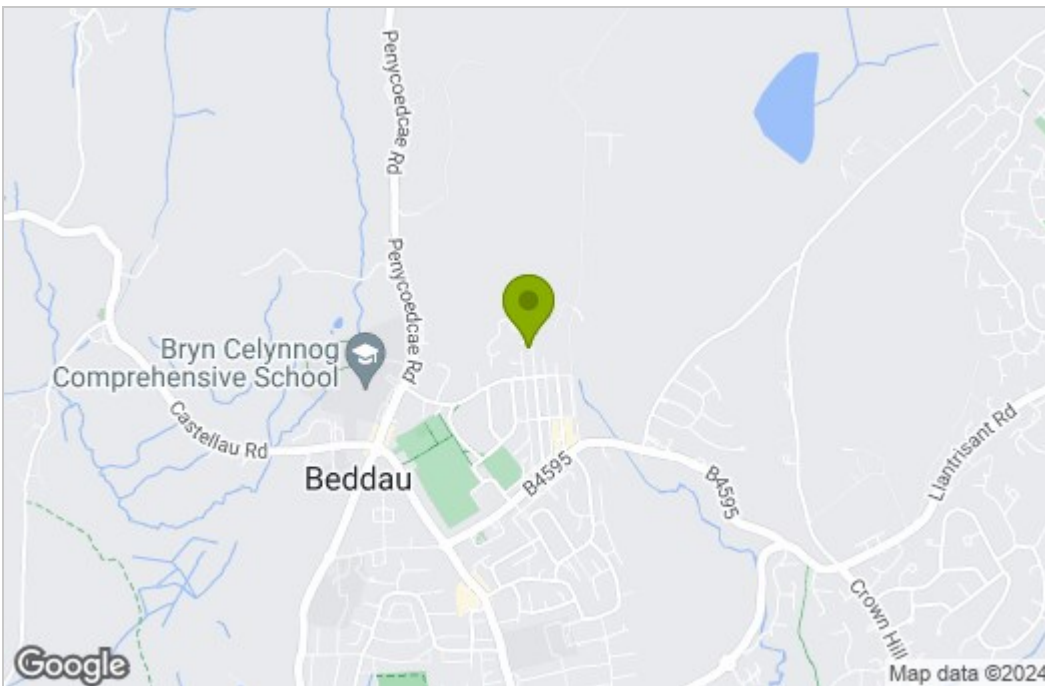 Penycoedcae Rd
Penycoedcae Rd
Bryn Celynnog
Comprehensive School
Castellau Rd
Beddau
B4595
B4595
Llantrisant Rd
Crown Hill
Google
Map data ©2024